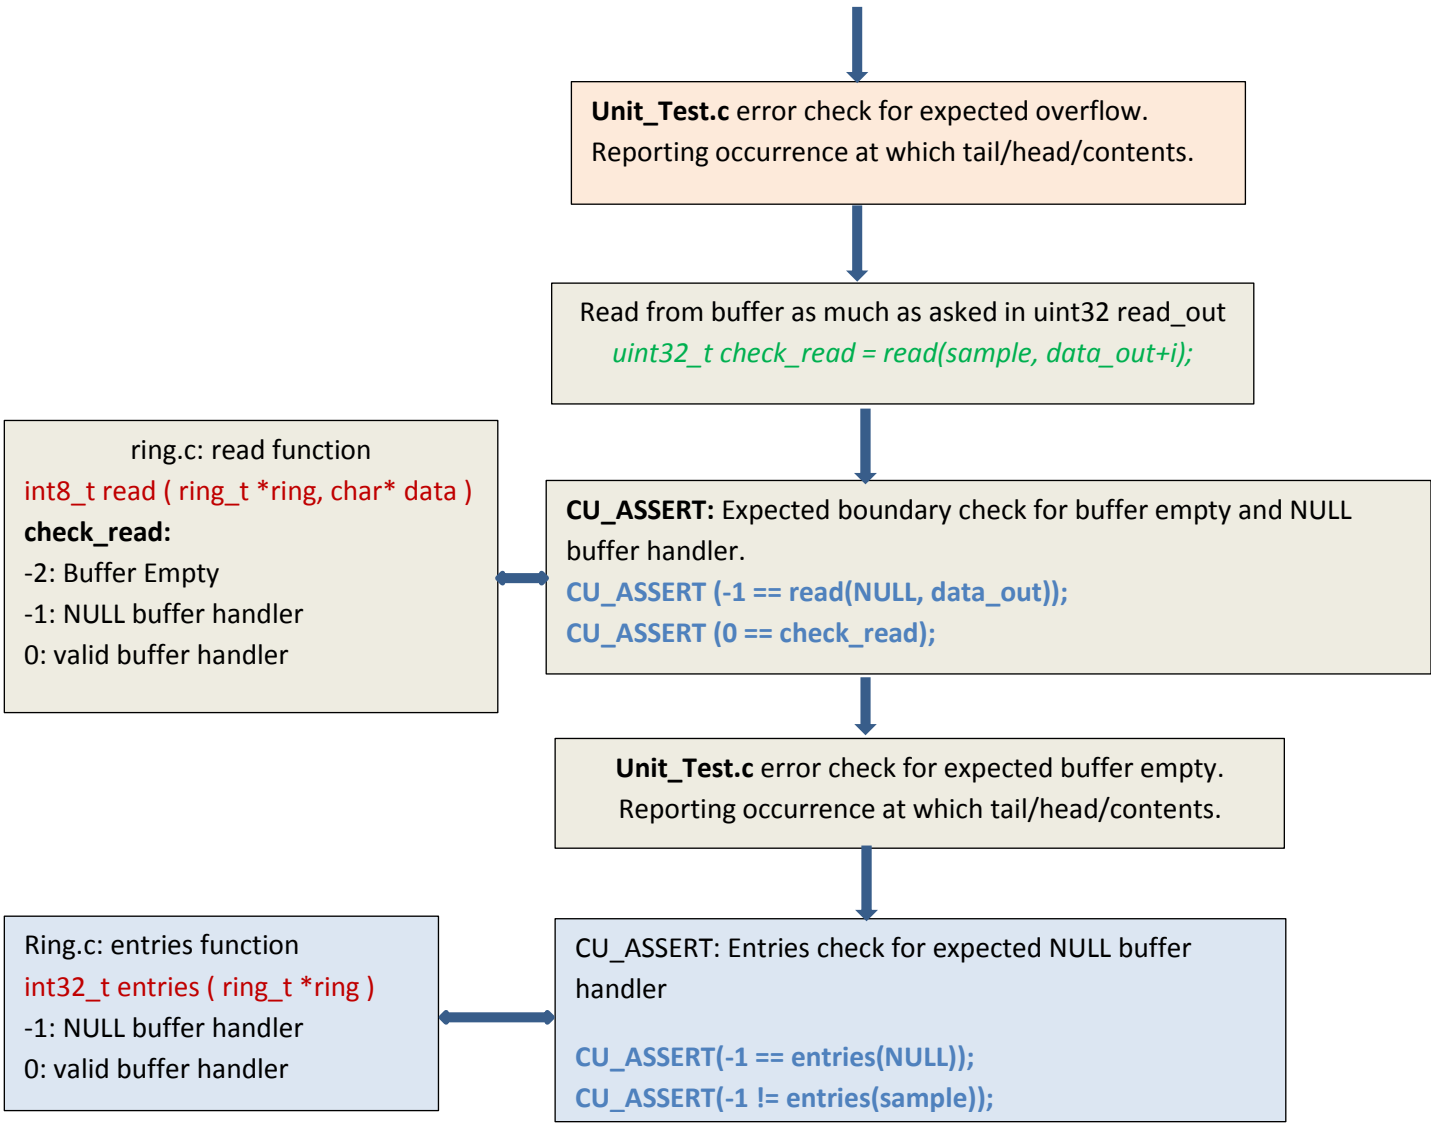 Unit_Test.c error check for expected overflow.
Reporting occurrence at which tail/head/contents.
Read from buffer as much as asked in uint32 read_out
uint32_t check_read = read(sample, data_out+i);
ring.c: read function
int8_t read ( ring_t *ring, char* data )
check_read:
-2: Buffer Empty
-1: NULL buffer handler
0: valid buffer handler
CU_ASSERT: Expected boundary check for buffer empty and NULL
buffer handler.
CU_ASSERT (-1 == read(NULL, data_out));
CU_ASSERT (0 == check_read);
Unit_Test.c error check for expected buffer empty.
Reporting occurrence at which tail/head/contents.
Ring.c: entries function
int32_t entries ( ring_t *ring )
-1: NULL buffer handler
0: valid buffer handler
CU_ASSERT: Entries check for expected NULL buffer
handler
CU_ASSERT(-1 == entries(NULL));
CU_ASSERT(-1 != entries(sample));